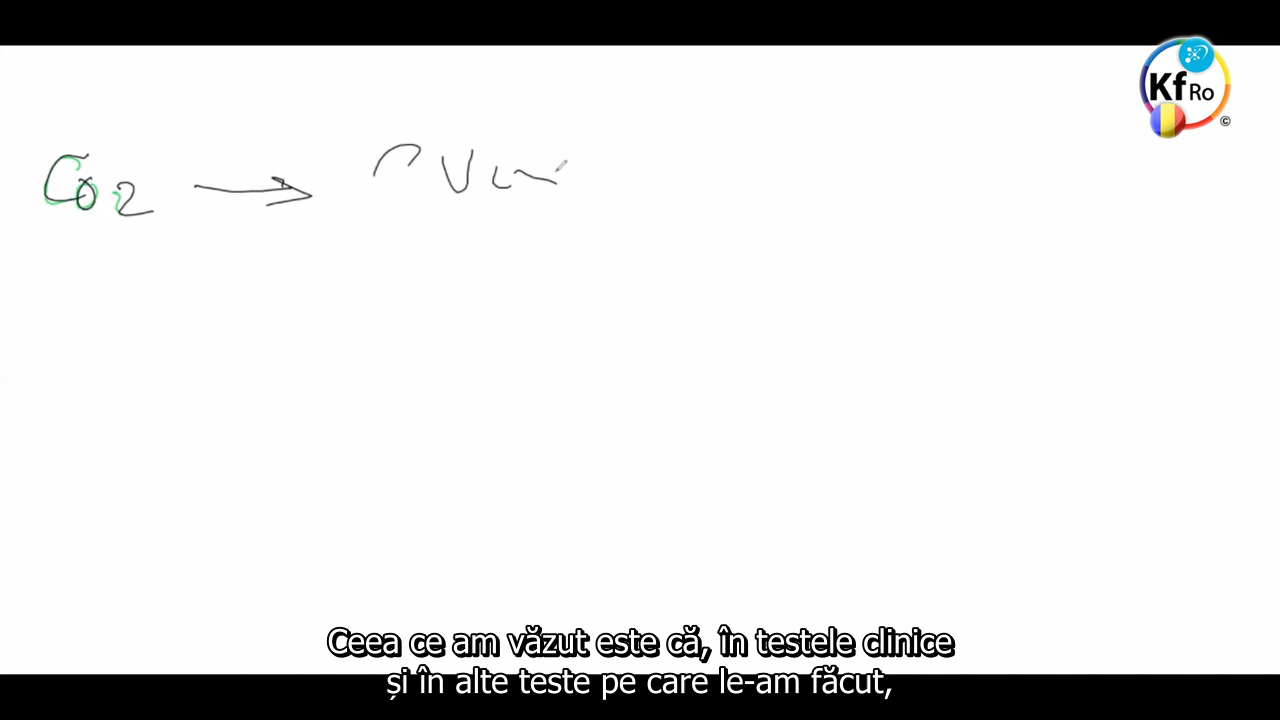 Kf Ro
©
CO2
Ceea ce am văzut este că, în testele clinice
și în alte teste pe care le-am făcut,